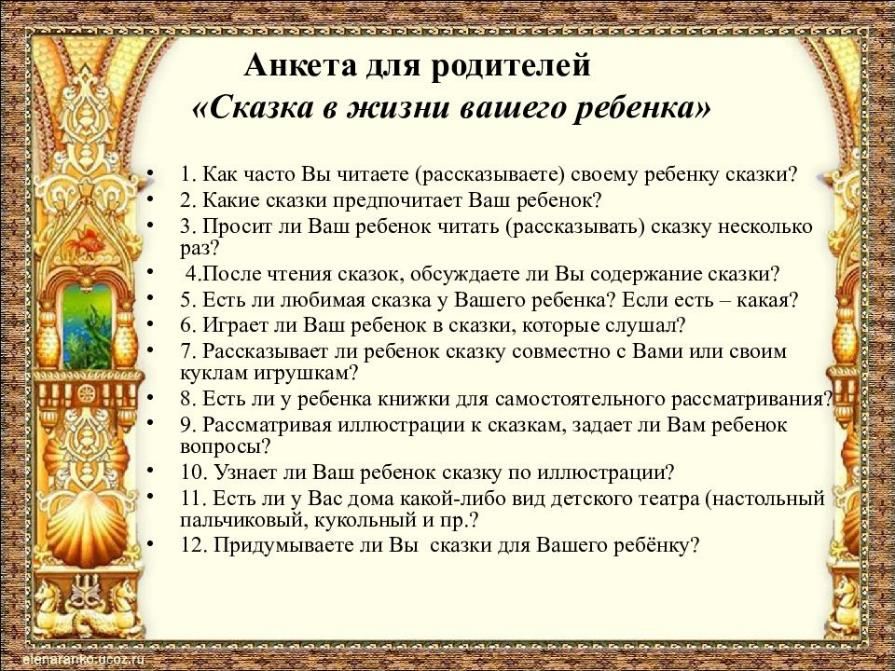 Анкета для родителей
«Сказка в жизни вашего ребенка»
• 1. Как часто Вы читаете (рассказываете) своему ребенку сказки?
• 2. Какие сказки предпочитает Ваш ребенок?
• 3. Просит ли Ваш ребенок читать (рассказывать) сказку несколько
раз?
• 4.После чтения сказок, обсуждаете ли Вы содержание сказки?
• 5. Есть ли любимая сказка у Вашего ребенка? Если есть – какая?
• 6. Играет ли Ваш ребенок в сказки, которые слушал?
• 7. Рассказывает ли ребенок сказку совместно с Вами или своим
куклам игрушкам?
• 8. Есть ли у ребенка книжки для самостоятельного рассматривания?
• 9. Рассматривая иллюстрации к сказкам, задает ли Вам ребенок
вопросы?
• 10. Узнает ли Ваш ребенок сказку по иллюстрации?
• 11. Есть ли у Вас дома какой-либо вид детского театра (настольный
пальчиковый, кукольный и пр.?
• 12. Придумываете ли Вы сказки для Вашего ребёнку?
elenaranko.ucoz.ru